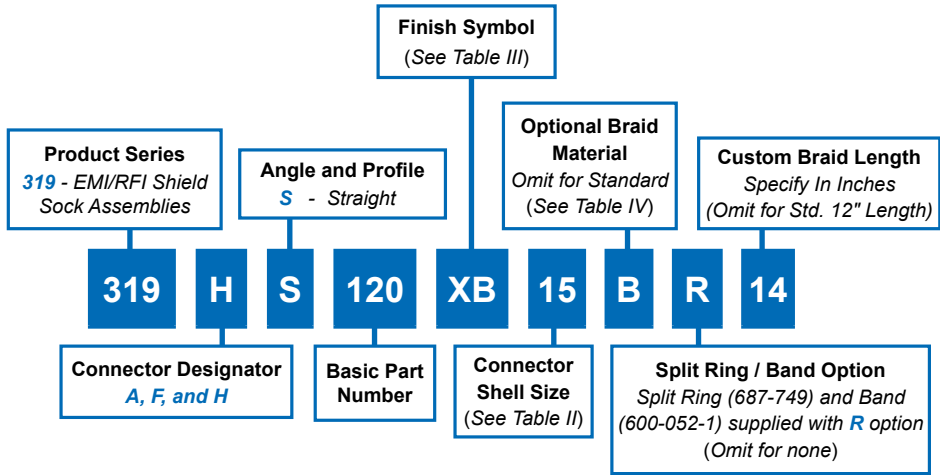 Finish Symbol
(See Table III)
Product Series
319 - EMI/RFI Shield
Sock Assemblies
Angle and Profile
S - Straight
Optional Braid
Material
Omit for Standard
(See Table IV)
Custom Braid Length
Specify In Inches
(Omit for Std. 12" Length)
319 H S 120 XB 15 B R 14
Connector Designator
A, F, and H
Basic Part
Number
Connector
Shell Size
(See Table II)
Split Ring / Band Option
Split Ring (687-749) and Band
(600-052-1) supplied with R option
(Omit for none)